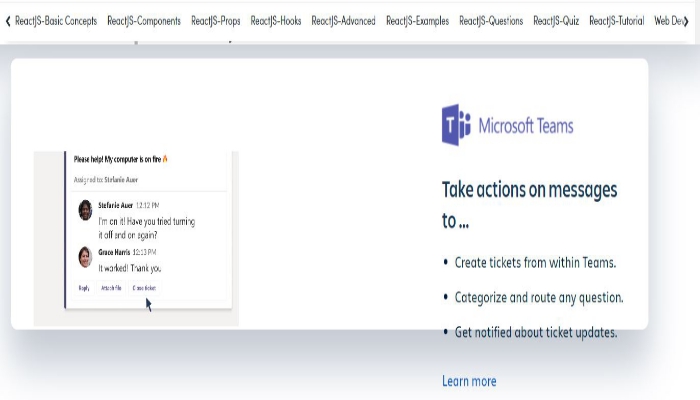 ReactJS-Basic Concepts ReactJS-Components ReactJS-Props ReactJS-Hooks ReactJS-Advanced ReactJS-Examples ReactJS-Questions ReactJS-Quiz ReactJS-Tutorial Web Dev
Microsoft Teams
Take actions on messages
to ...
• Create tickets from within Teams.
• Categorize and route any question.
• Get notified about ticket updates.
Learn more
Please help! My computer is on fire 🔥
Assigned to: Stefanie Auer
Stefanie Auer 12:12 PM
I'm on it! Have you tried turning
it off and on again?
Grace Harris 12:13 PM
It worked! Thank you
Reply Attach file Close ticket